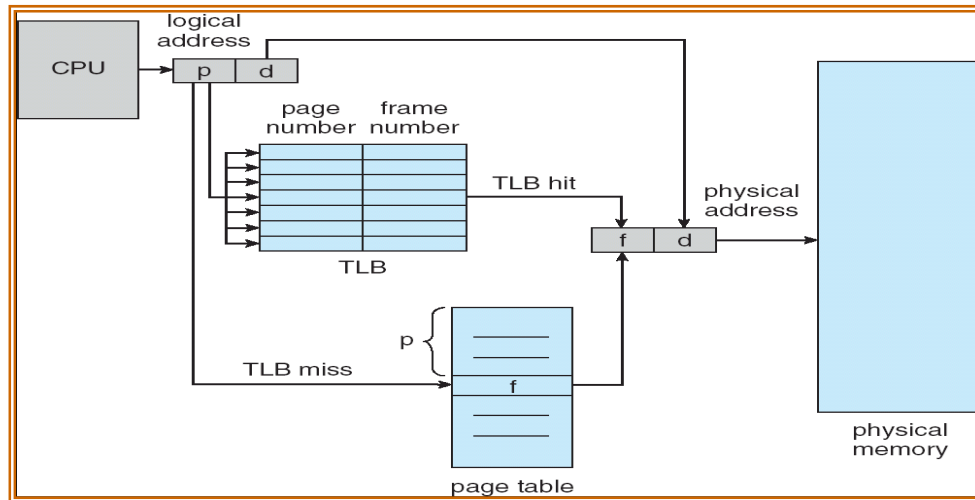 logical
address
CPU
p
d
page
number
frame
number
TLB hit
physical
address
f
d
TLB
p
TLB miss
f
physical
memory
page table